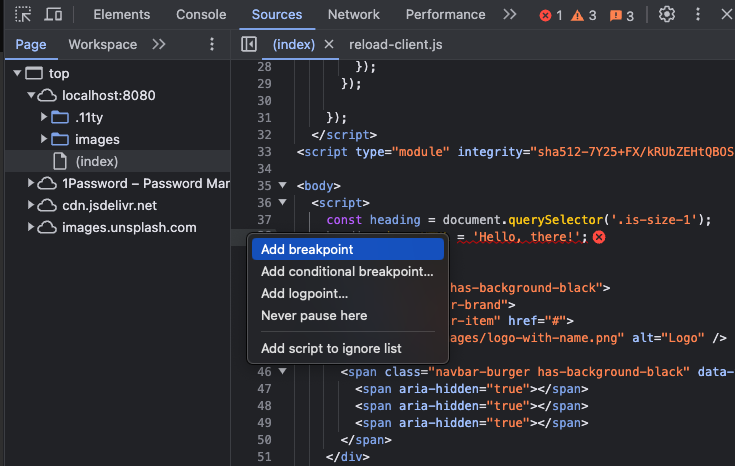 Elements Console Sources Network Performance 1 3 3
Page Workspace (index) reload-client.js
top
localhost:8080
.11ty
images
(index)
1Password – Password Mar
cdn.jsdelivr.net
images.unsplash.com
28 });
29 });
30
31 });
32 </script>
33 <script type="module" integrity="sha512-7Y25+FX/kRUbZEHtQBOS
34
35 <body>
36 <script>
37 const heading = document.querySelector('.is-size-1');
= 'Hello, there!';
Add breakpoint
Add conditional breakpoint...
Add logpoint...
Never pause here
Add script to ignore list
has-background-black">
r-brand">
r-item" href="#">
ages/logo-with-name.png" alt="Logo" />
46 <span class="navbar-burger has-background-black" data-
47 <span aria-hidden="true"></span>
48 <span aria-hidden="true"></span>
49 <span aria-hidden="true"></span>
50 </span>
51 </div>